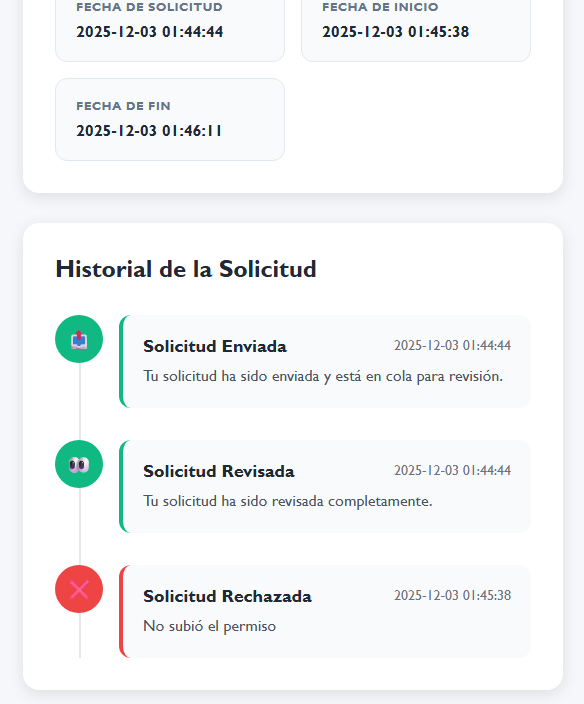 FECHA DE SOLICITUD
2025-12-03 01:44:44
FECHA DE INICIO
2025-12-03 01:45:38
FECHA DE FIN
2025-12-03 01:46:11
Historial de la Solicitud
Solicitud Enviada
2025-12-03 01:44:44
Tu solicitud ha sido enviada y está en cola para revisión.
Solicitud Revisada
2025-12-03 01:44:44
Tu solicitud ha sido revisada completamente.
Solicitud Rechazada
2025-12-03 01:45:38
No subió el permiso